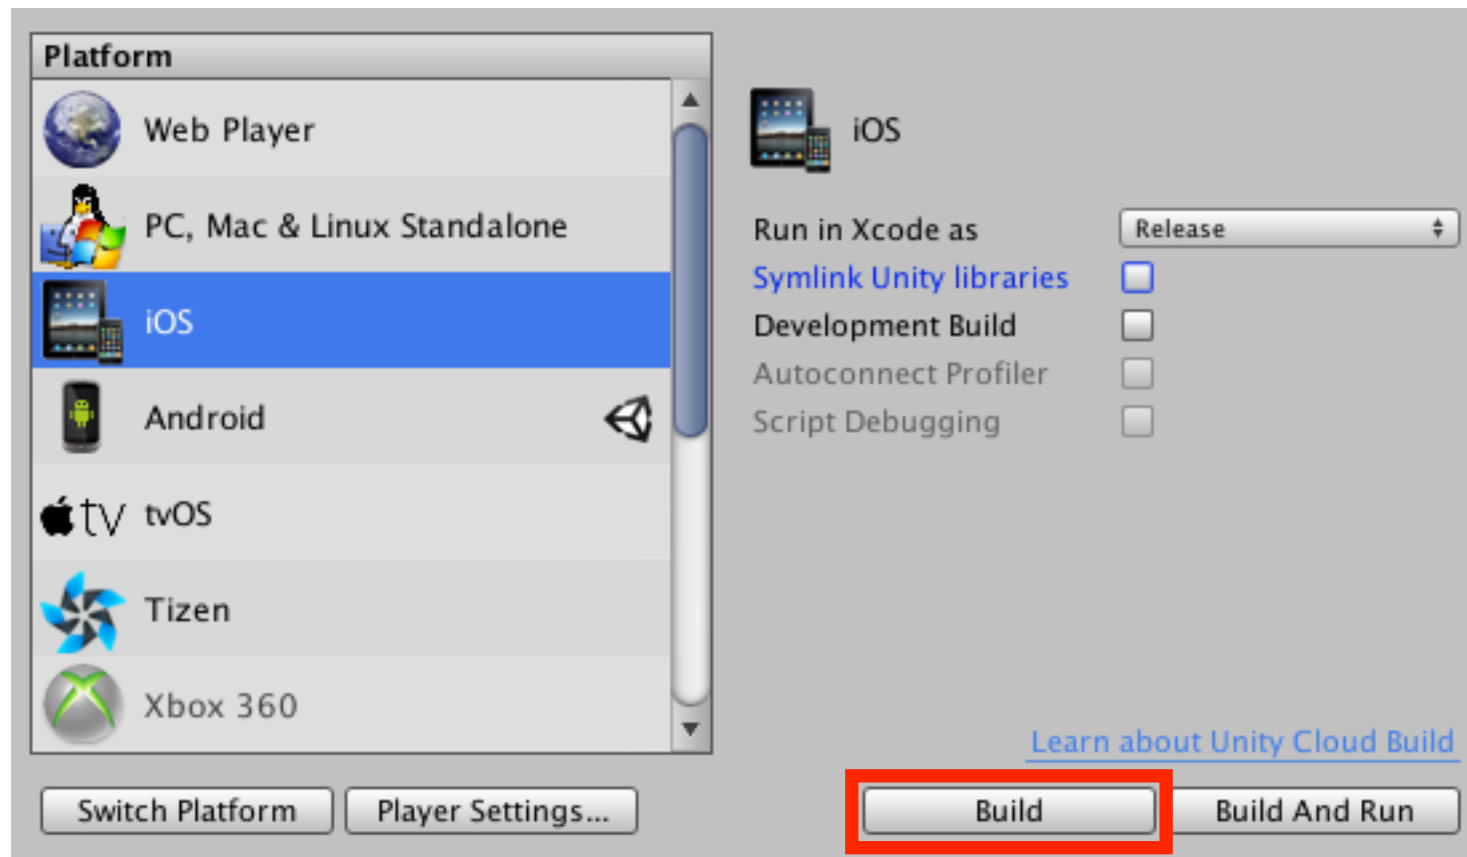 Platform
Web Player
PC, Mac & Linux Standalone
iOS
Android
tv tvOS
Tizen
Xbox 360
Switch Platform
Player Settings...
iOS
Run in Xcode as Release
Symlink Unity libraries
Development Build
Autoconnect Profiler
Script Debugging
Learn about Unity Cloud Build
Build
Build And Run